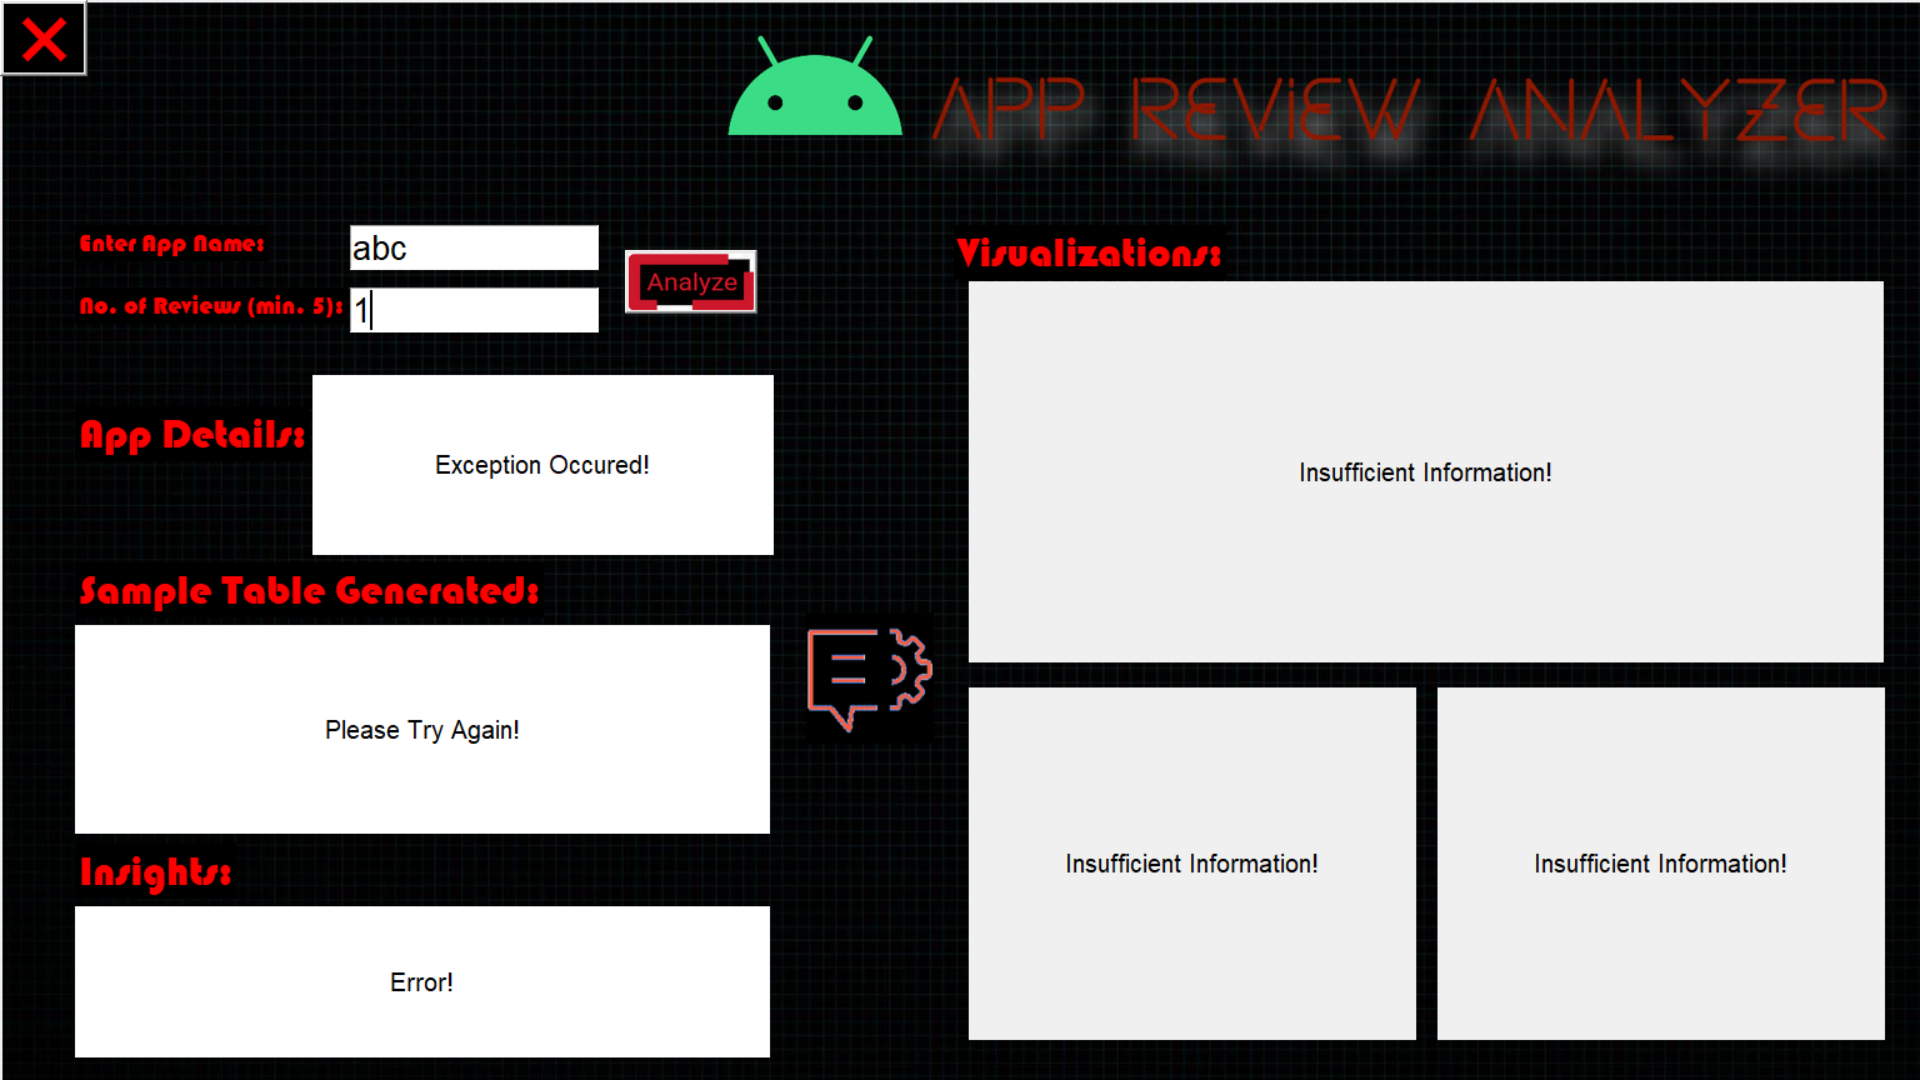 APP REViEW ANALYZER
Enter App Name:
abc
Analyze
No. of Reviews (min. 5):
1
App Details:
Exception Occured!
Sample Table Generated:
Please Try Again!
Insights:
Error!
Visualizations:
Insufficient Information!
Insufficient Information!
Insufficient Information!